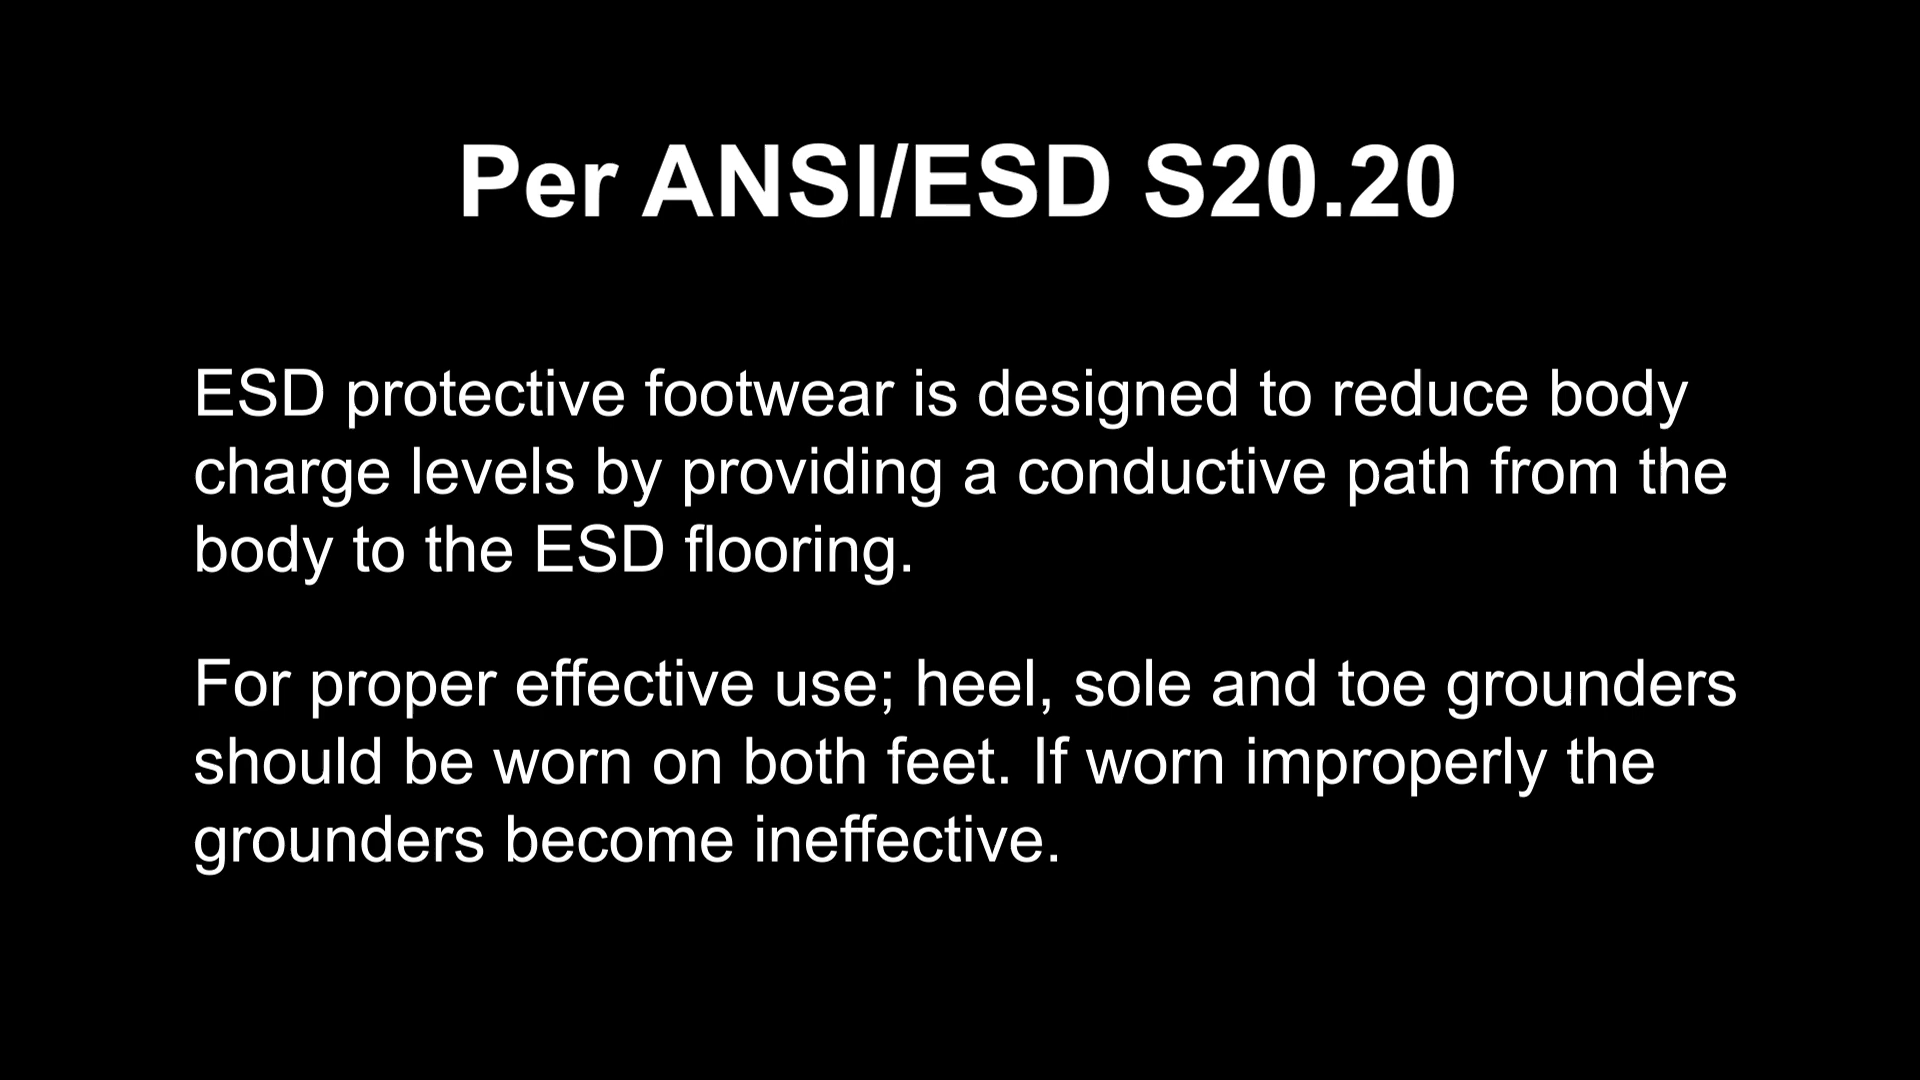 Per ANSI/ESD S20.20
ESD protective footwear is designed to reduce body
charge levels by providing a conductive path from the
body to the ESD flooring.
For proper effective use; heel, sole and toe grounders
should be worn on both feet. If worn improperly the
grounders become ineffective.